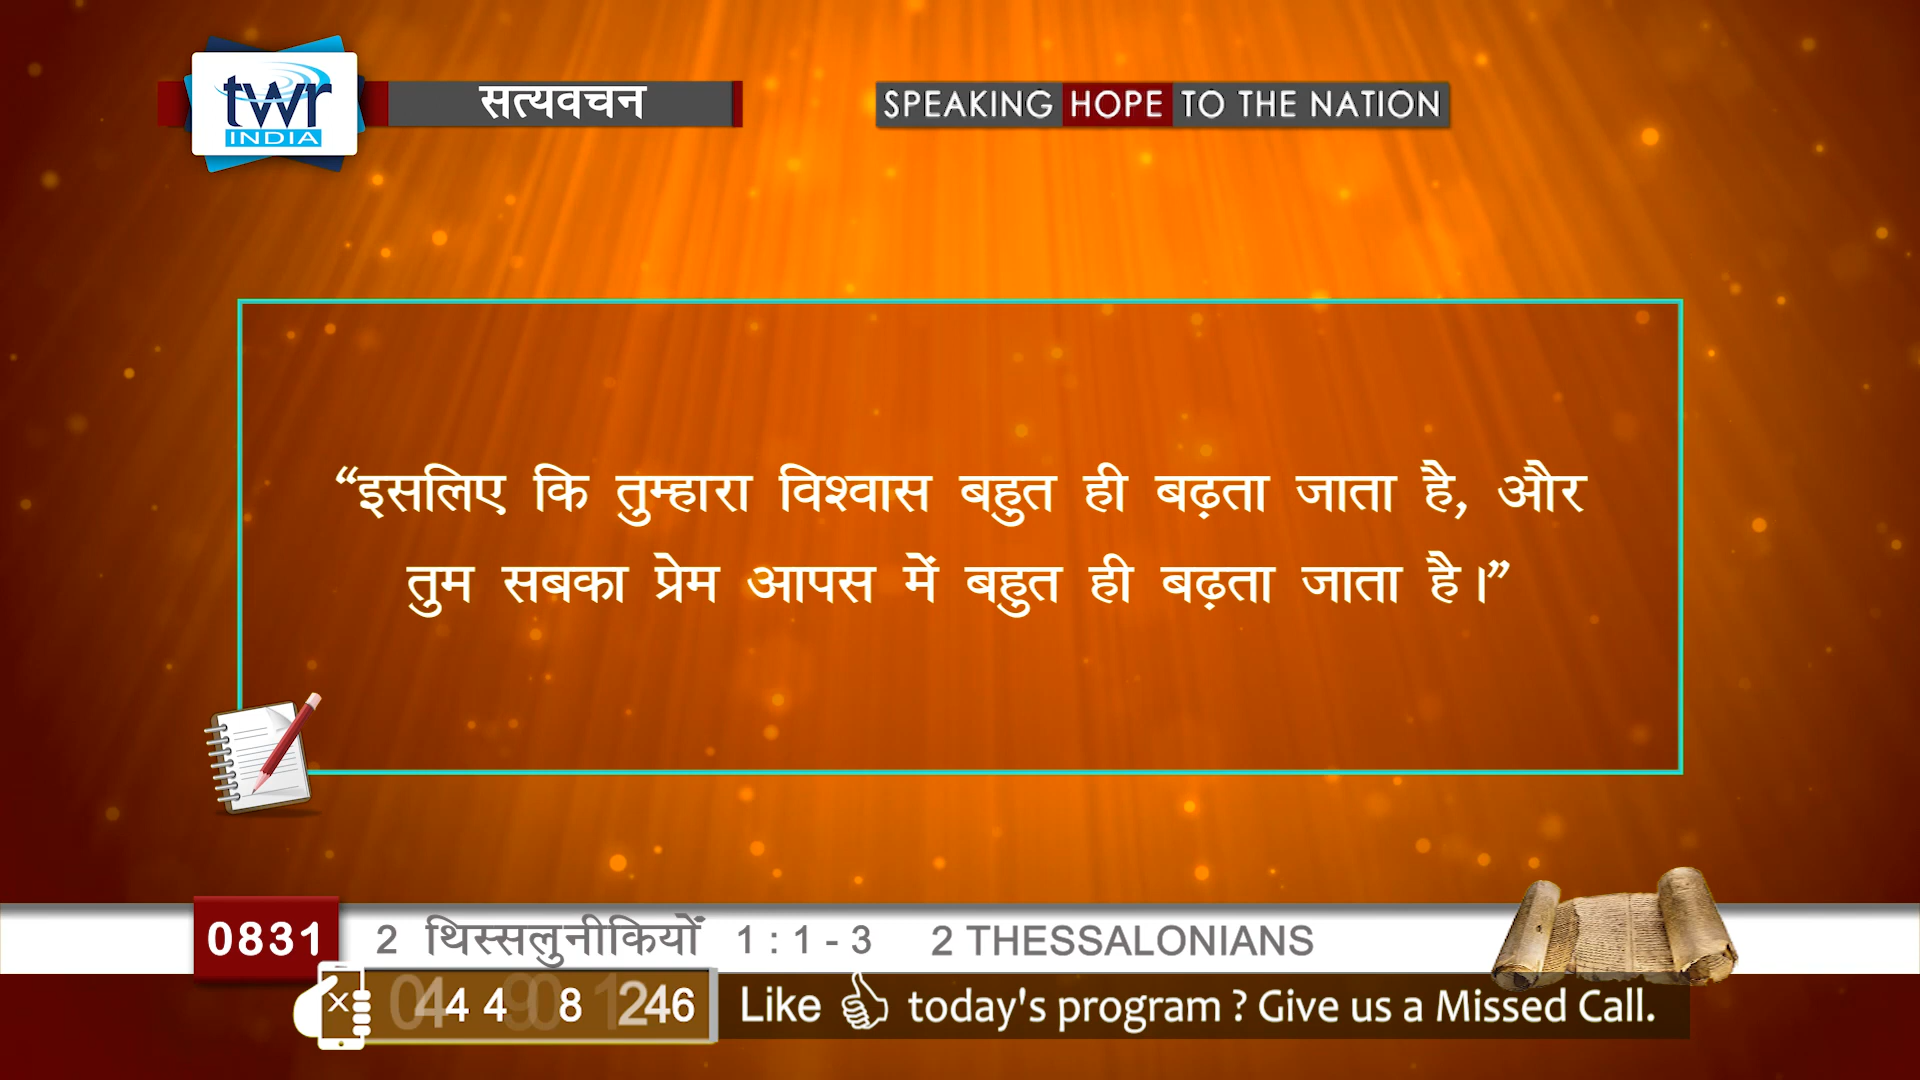 twr
INDIA
सत्यवचन
SPEAKING HOPE TO THE NATION
“इसलिए कि तुम्हारा विश्वास बहुत ही बढ़ता जाता है, और
तुम सबका प्रेम आपस में बहुत ही बढ़ता जाता है।”
0831
2 थिस्सलुनीकियों 1 : 1 - 3 2 THESSALONIANS
Like today's program ? Give us a Missed Call.